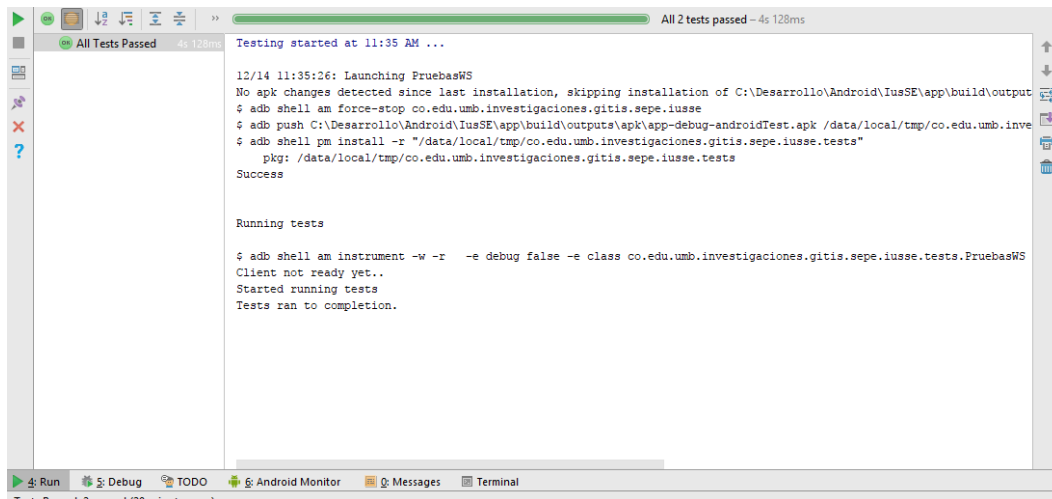 All 2 tests passed – 4s 128ms
All Tests Passed 4s 128ms
Testing started at 11:35 AM ...
12/14 11:35:26: Launching PruebasWS
No apk changes detected since last installation, skipping installation of C:\Desarrollo\Android\IusSE\app\build\output
$ adb shell am force-stop co.edu.umb.investigaciones.gitis.sepe.iusse
$ adb push C:\Desarrollo\Android\IusSE\app\build\outputs\apk\app-debug-androidTest.apk /data/local/tmp/co.edu.umb.inve
$ adb shell pm install -r "/data/local/tmp/co.edu.umb.investigaciones.gitis.sepe.iusse.tests"
pkg: /data/local/tmp/co.edu.umb.investigaciones.gitis.sepe.iusse.tests
Success
Running tests
$ adb shell am instrument -w -r -e debug false -e class co.edu.umb.investigaciones.gitis.sepe.iusse.tests.PruebasWS
Client not ready yet..
Started running tests
Tests ran to completion.
4: Run 5: Debug TODO 6: Android Monitor 0: Messages Terminal